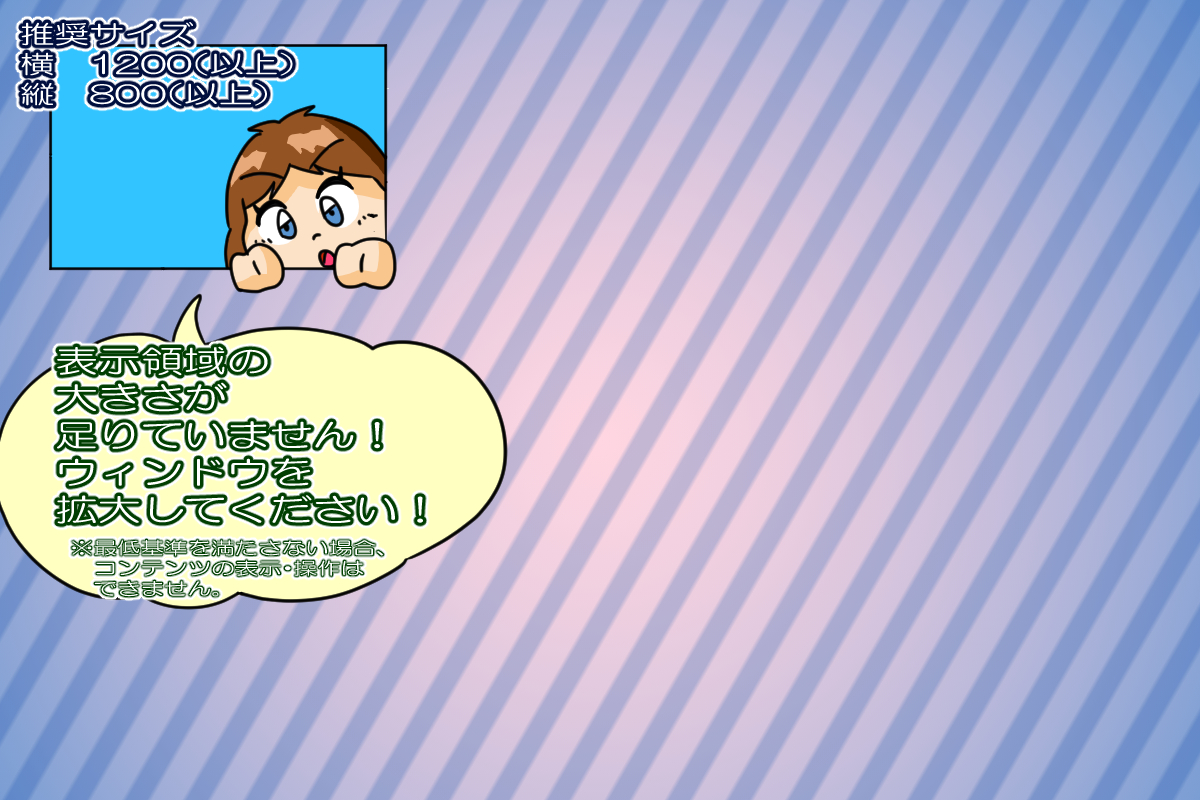 推奨サイズ
横　1200(以上)
縦　800(以上)
表示領域の
大きさが
足りていません！
ウィンドウを
拡大してください！
※最低基準を満たさない場合、
コンテンツの表示・操作は
できません。